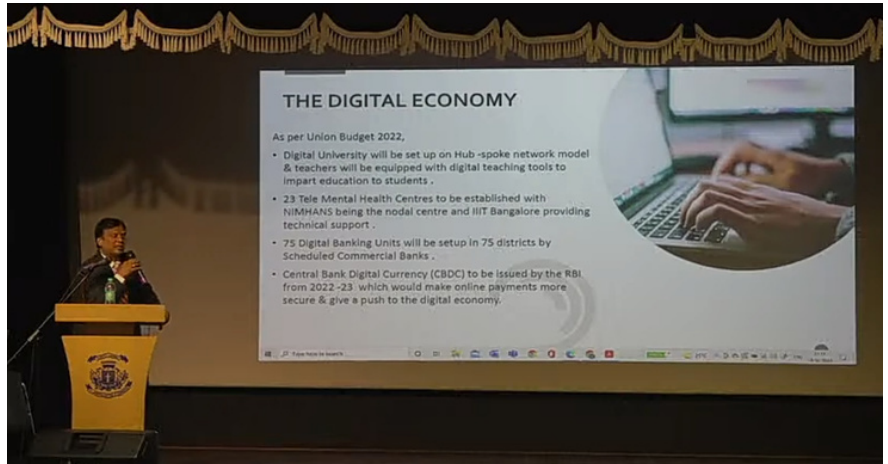 THE DIGITAL ECONOMY
As per Union Budget 2022,
• Digital University will be set up on Hub -spoke network model
& teachers will be equipped with digital teaching tools to
impart education to students .
• 23 Tele Mental Health Centres to be established with
NIMHANS being the nodal centre and IIIT Bangalore providing
technical support .
• 75 Digital Banking Units will be setup in 75 districts by
Scheduled Commercial Banks .
• Central Bank Digital Currency (CBDC) to be issued by the RBI
from 2022 -23 which would make online payments more
secure & give a push to the digital economy.
Type here to search